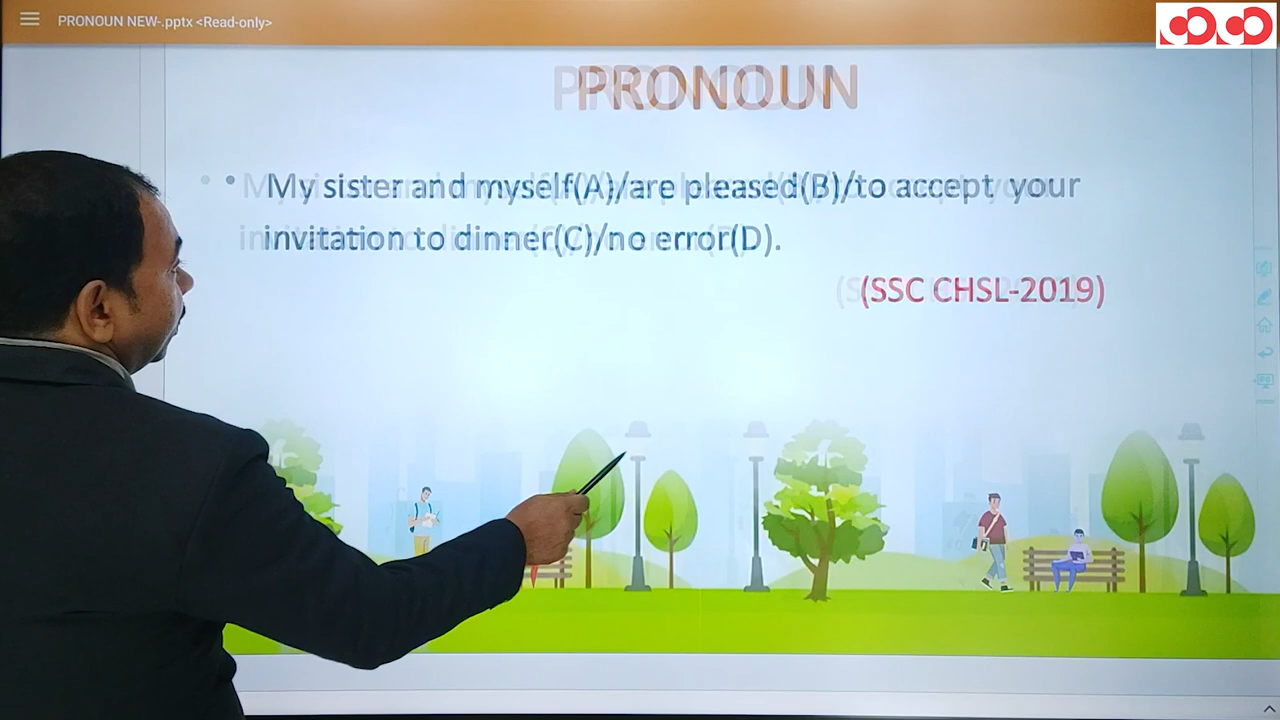 PRONOUN NEW-.pptx <Read-only>
PRONOUN
• My sister and myself(A)/are pleased(B)/to accept your
invitation to dinner(C)/no error(D).
(SSC CHSL-2019)